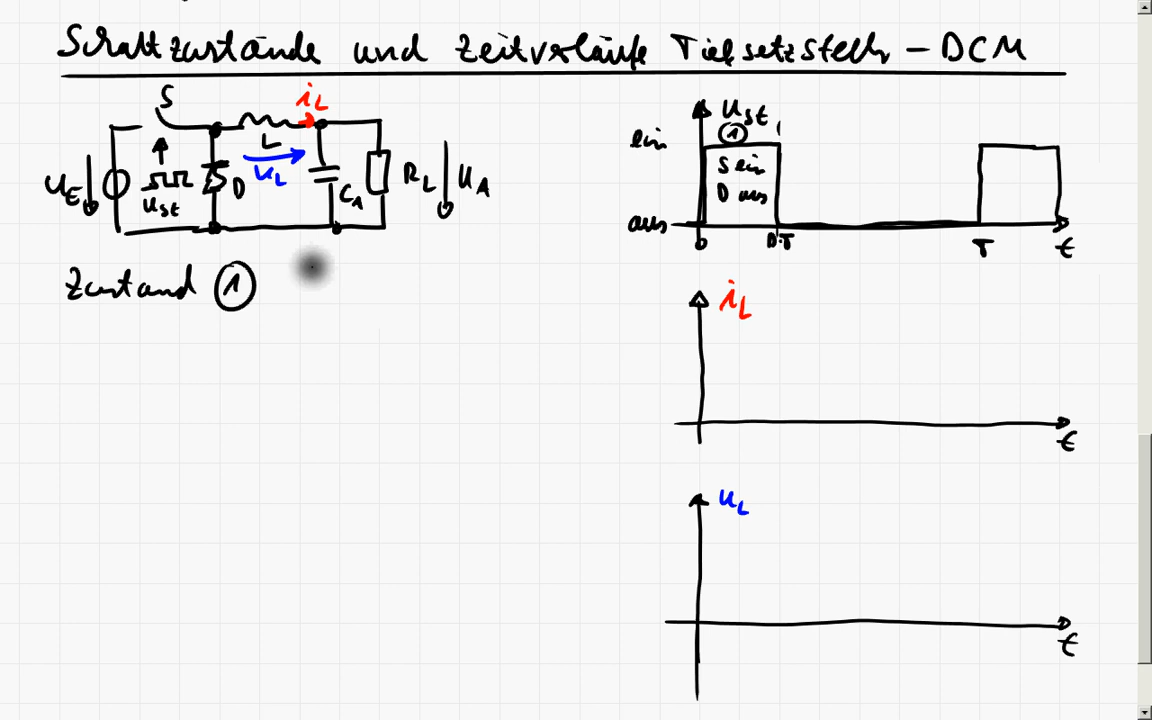 Schaltzustände und Zeitverläufe Tiefsetzsteller - DCM
S
iL
UE
uSt
D
L
uL
CA
RL
UA
uSt
ein
①
S ein
D aus
aus
0
D·T
T
t
Zustand ①
iL
t
uL
t